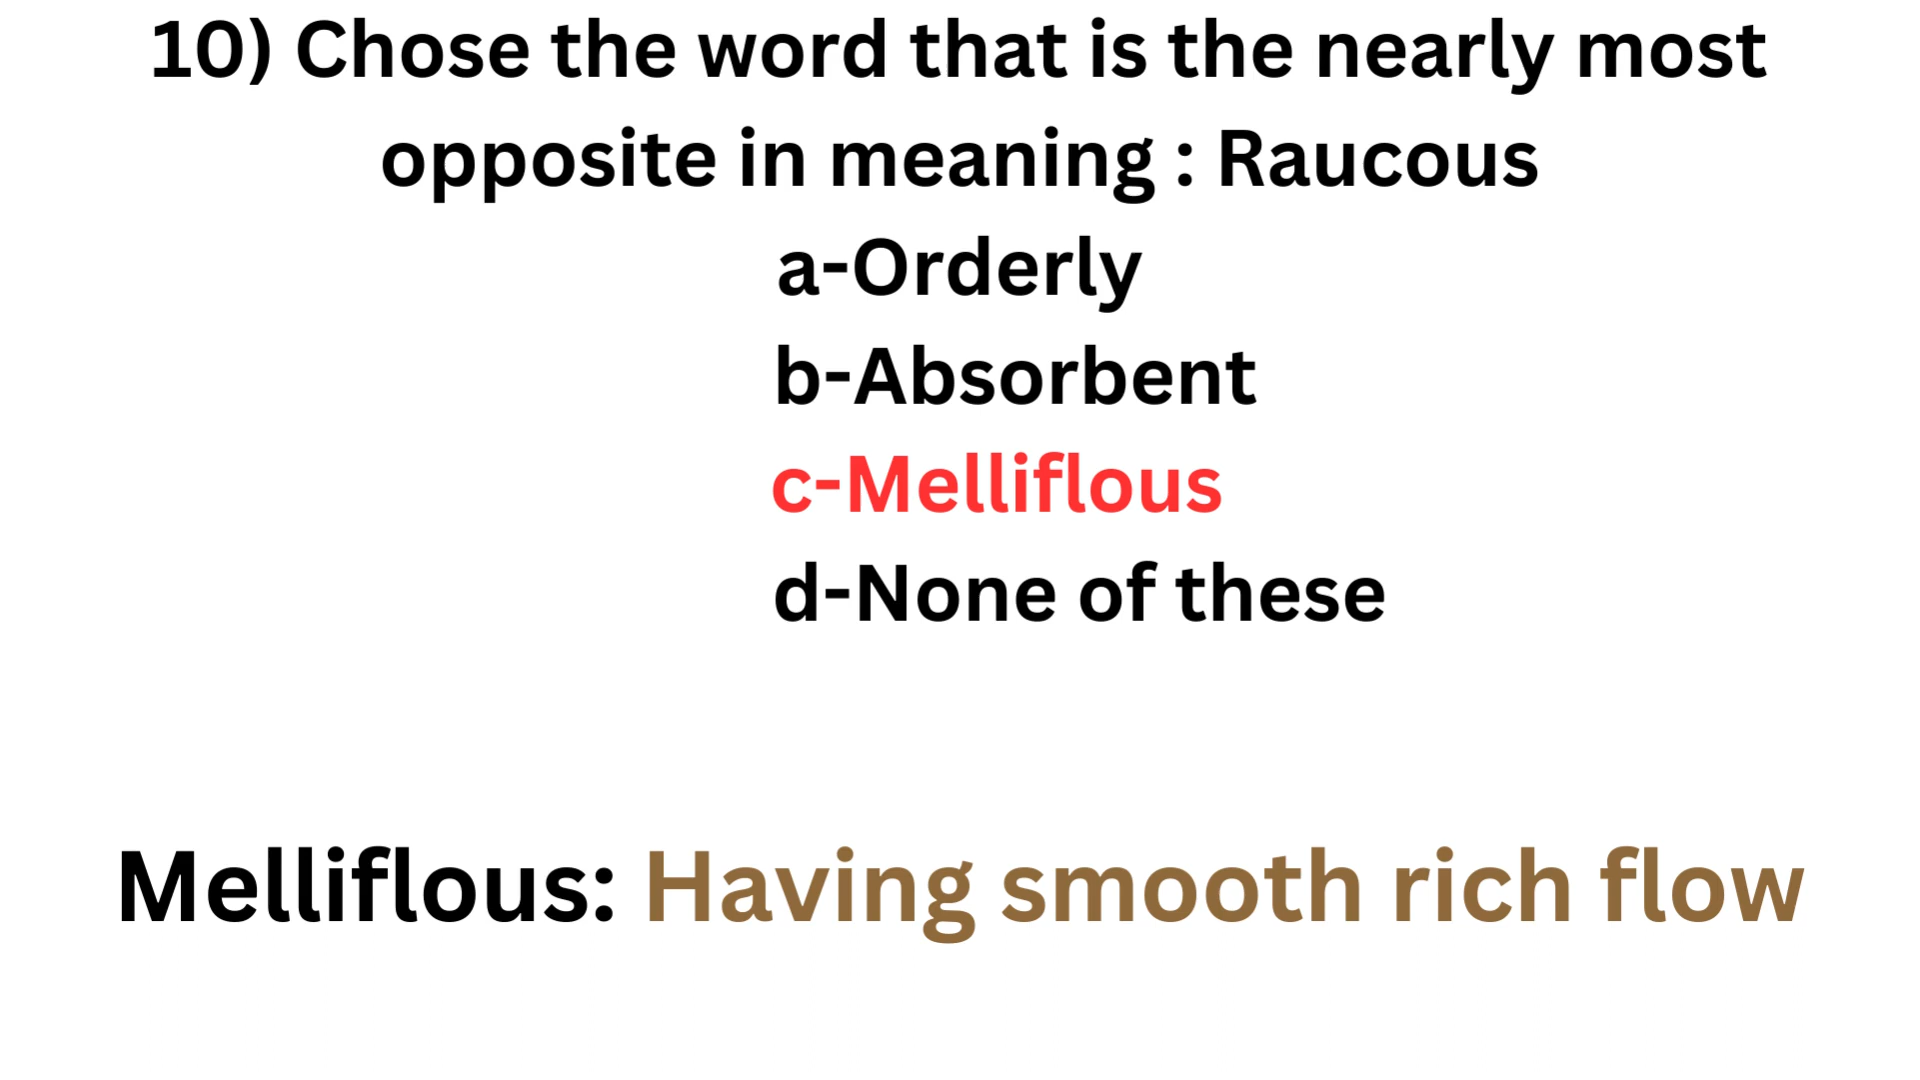 10) Chose the word that is the nearly most
opposite in meaning : Raucous
a-Orderly
b-Absorbent
c-Melliflous
d-None of these
Melliflous: Having smooth rich flow